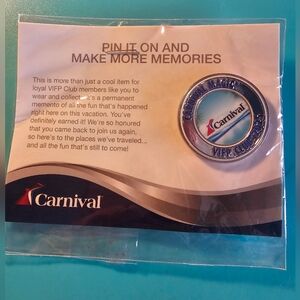 PIN IT ON AND
MAKE MORE MEMORIES
This is more than just a cool item for
loyal VIFP Club members like you to
wear and collect. It's a permanent
memento of all the fun that's happened
right here on this vacation. You've
definitely earned it! We're so honored
that you came back to join us again,
so here's to the places we've traveled...
and all the fun that's still to come!
Carnival
VIFP CLUB
Carnival